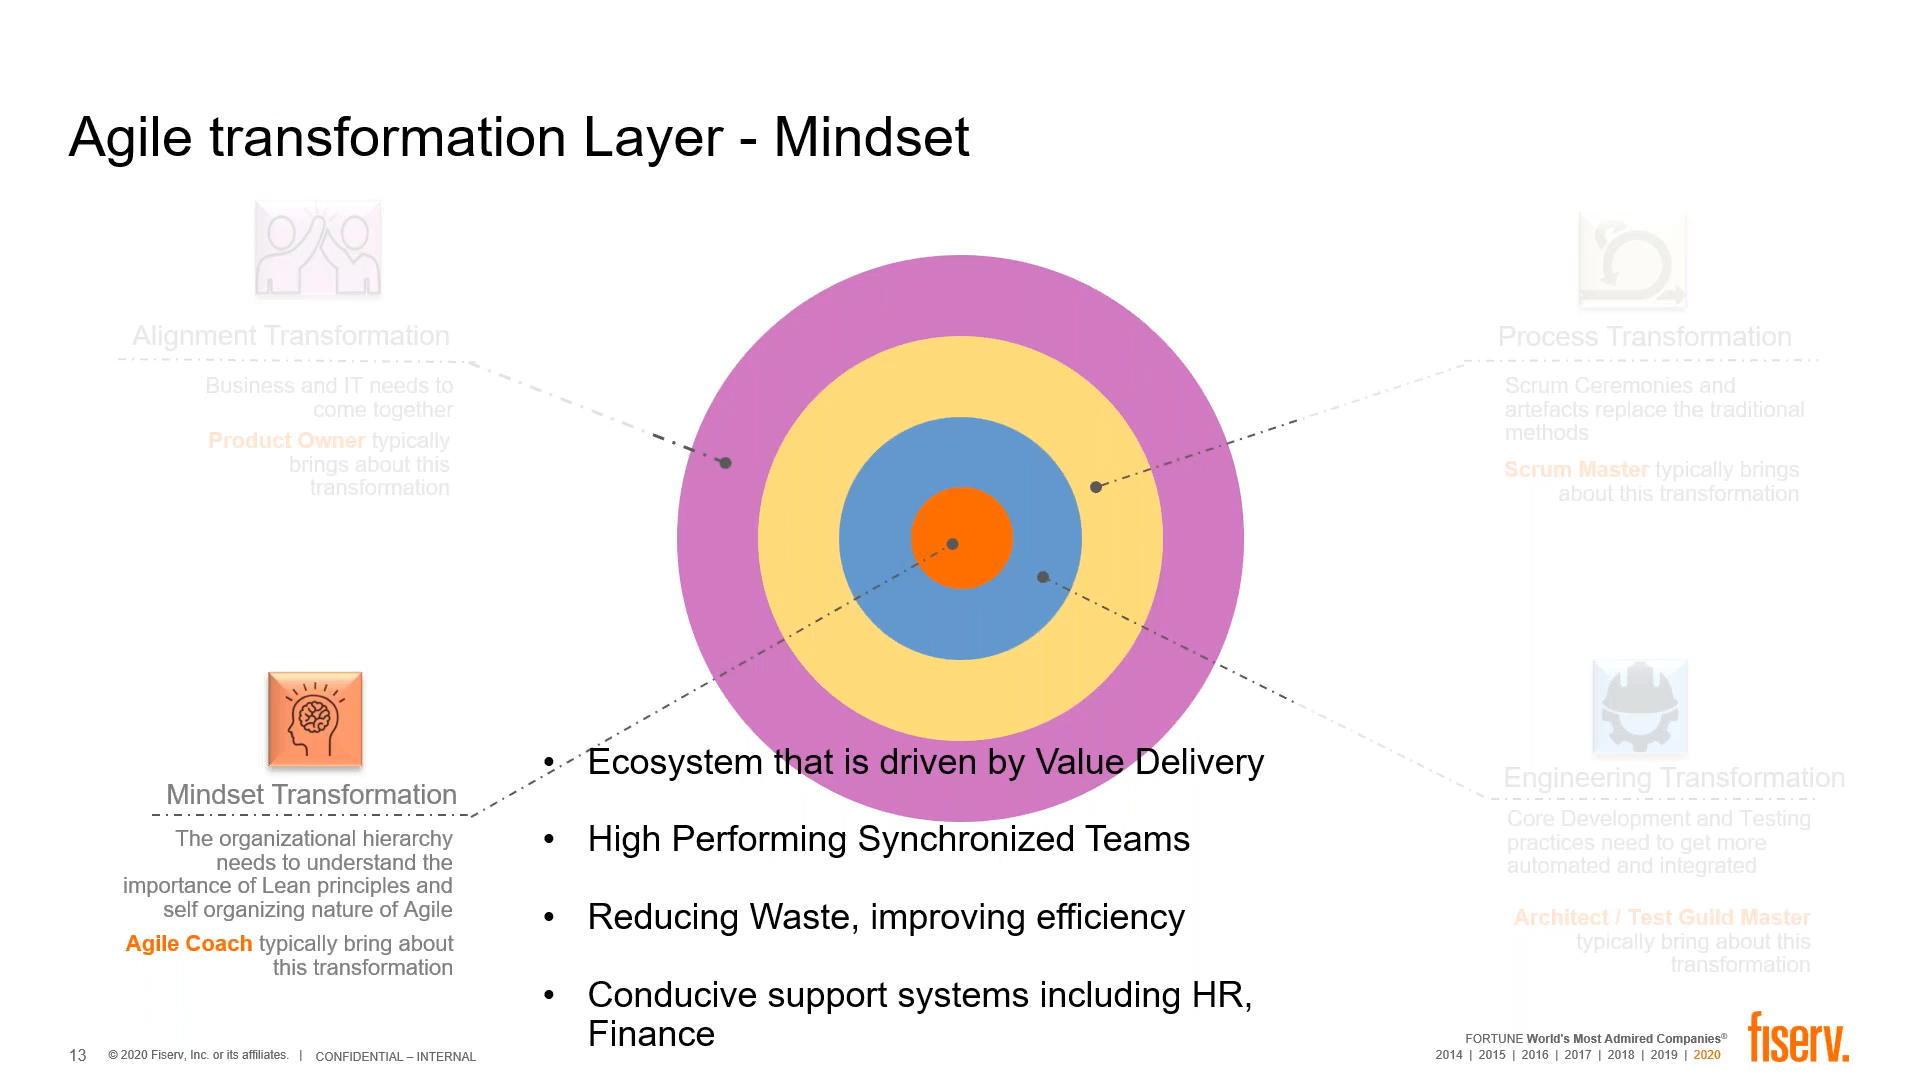 Agile transformation Layer - Mindset
Alignment Transformation
Business and IT needs to
come together
Product Owner typically
brings about this
transformation
Process Transformation
Scrum Ceremonies and
artefacts replace the traditional
methods
Scrum Master typically brings
about this transformation
Mindset Transformation
The organizational hierarchy
needs to understand the
importance of Lean principles and
self organizing nature of Agile
Agile Coach typically bring about
this transformation
• Ecosystem that is driven by Value Delivery
• High Performing Synchronized Teams
• Reducing Waste, improving efficiency
• Conducive support systems including HR,
Finance
Engineering Transformation
Core Development and Testing
practices need to get more
automated and integrated
Architect / Test Guild Master
typically bring about this
transformation
13 © 2020 Fiserv, Inc. or its affiliates. | CONFIDENTIAL – INTERNAL
FORTUNE World's Most Admired Companies®
2014 | 2015 | 2016 | 2017 | 2018 | 2019 | 2020
fiserv.